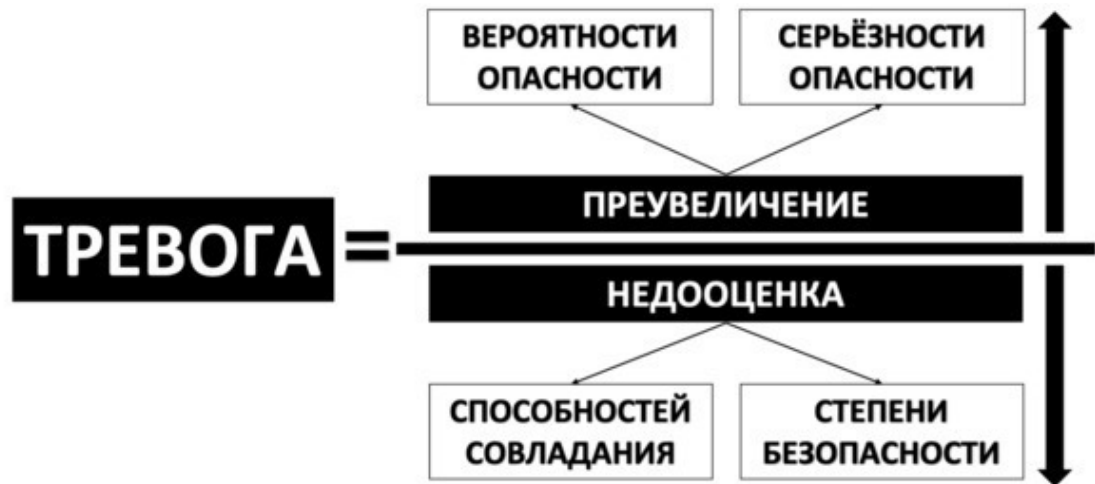 ВЕРОЯТНОСТИ
ОПАСНОСТИ
СЕРЬЁЗНОСТИ
ОПАСНОСТИ
ПРЕУВЕЛИЧЕНИЕ
ТРЕВОГА =
НЕДООЦЕНКА
СПОСОБНОСТЕЙ
СОВЛАДАНИЯ
СТЕПЕНИ
БЕЗОПАСНОСТИ